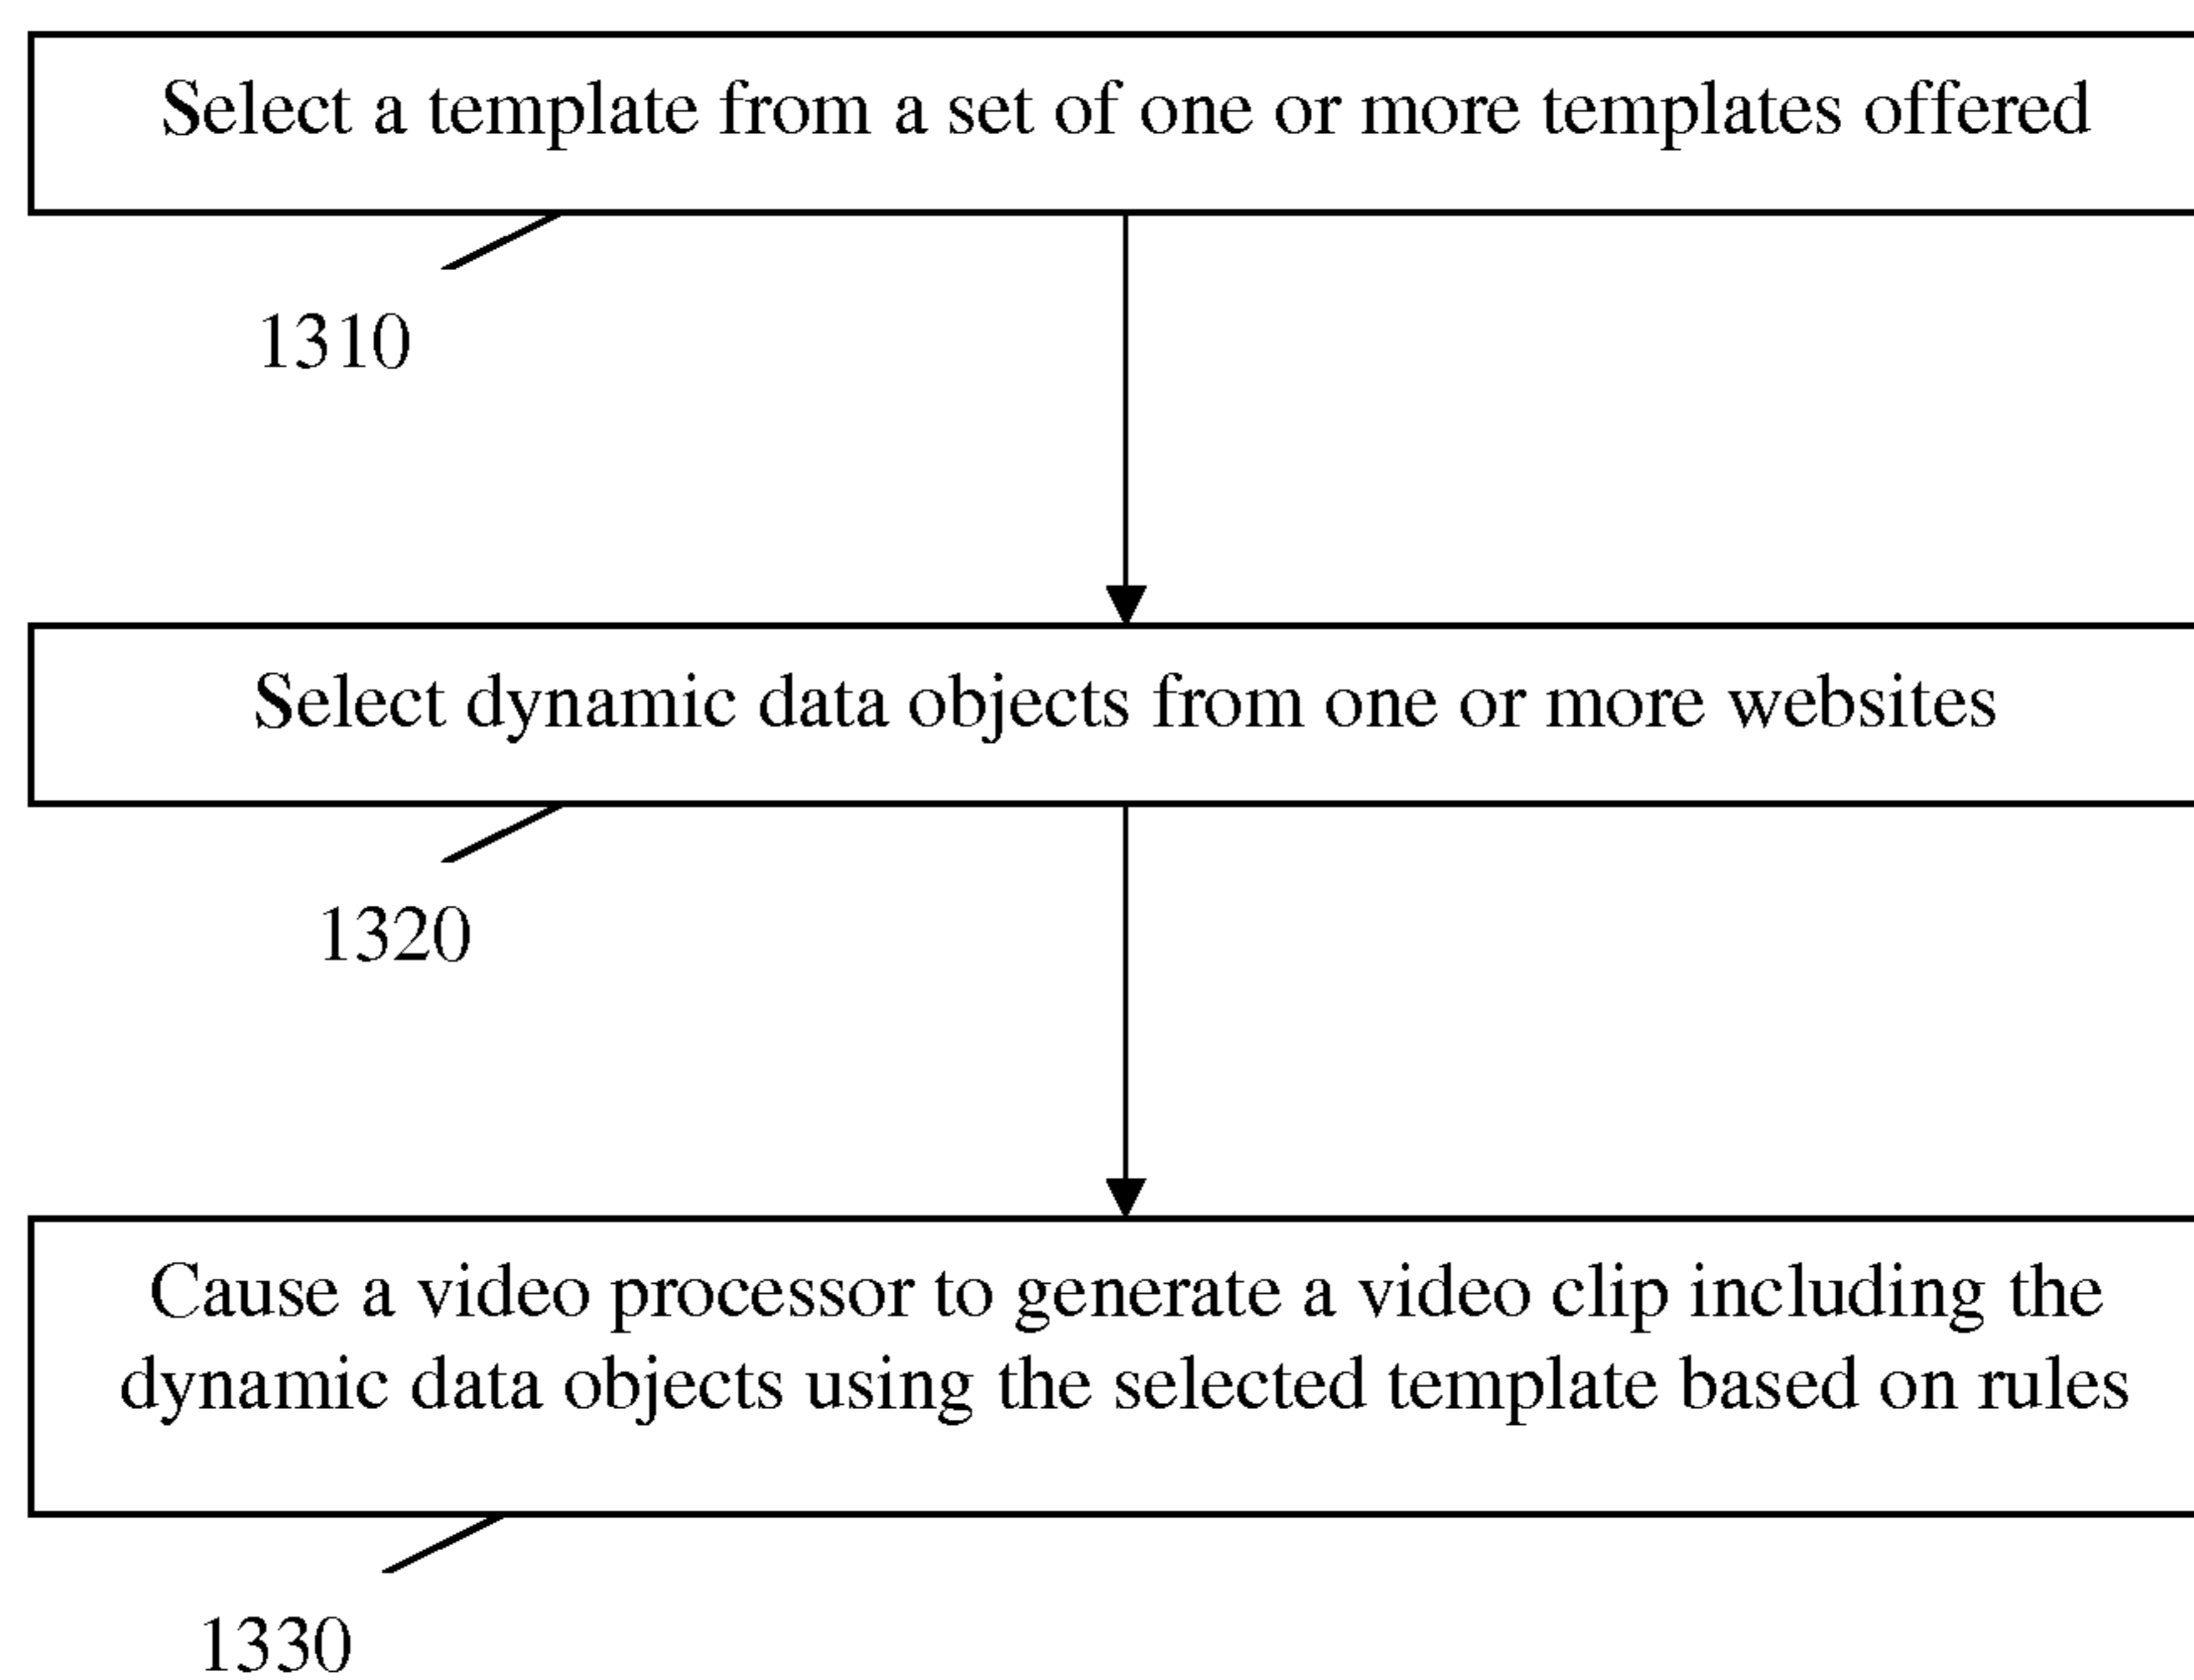 Select a template from a set of one or more templates offered
1310
Select dynamic data objects from one or more websites
1320
Cause a video processor to generate a video clip including the
dynamic data objects using the selected template based on rules
1330